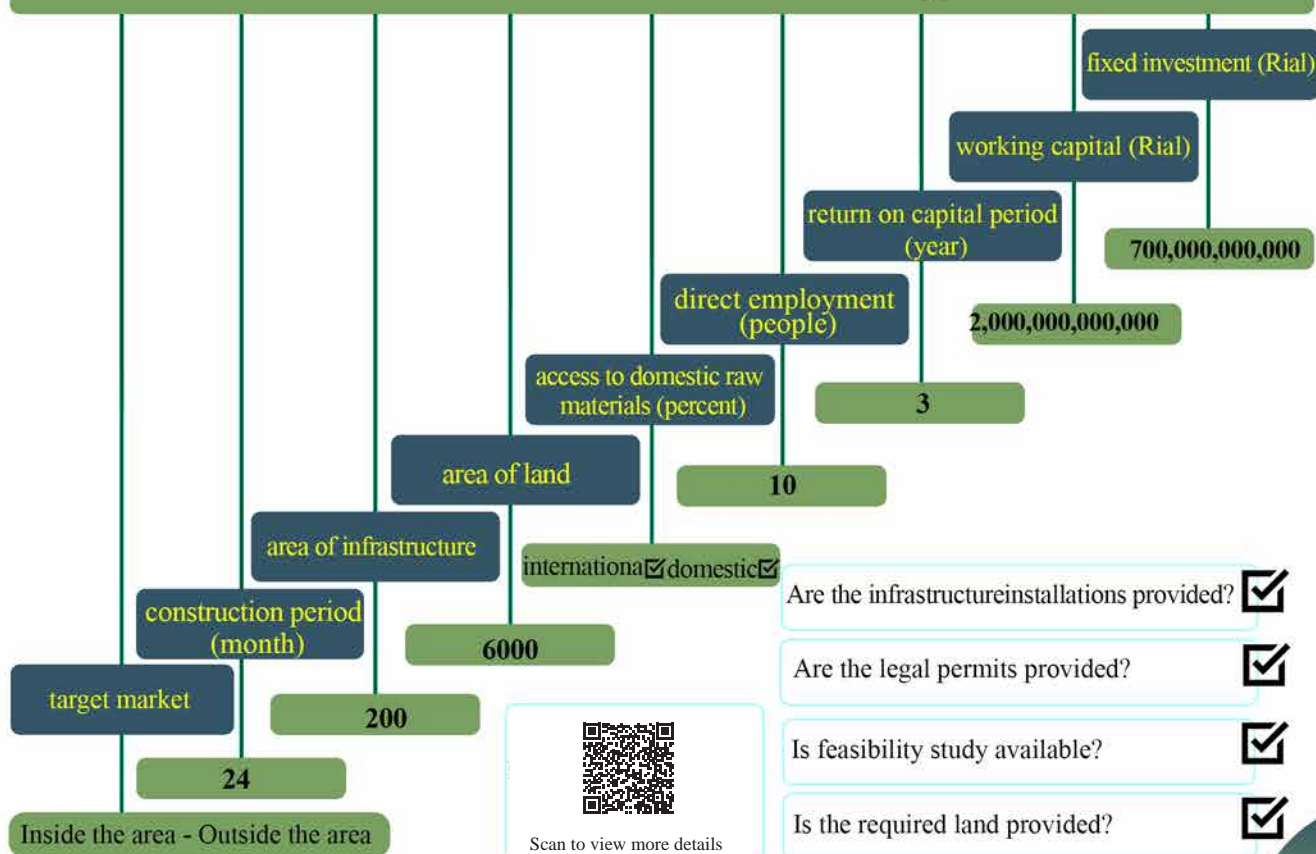 fixed investment (Rial)
700,000,000,000
working capital (Rial)
2,000,000,000,000
return on capital period
(year)
3
direct employment
(people)
10
access to domestic raw
materials (percent)
internationa☑domestic☑
area of land
6000
area of infrastructure
200
construction period
(month)
24
target market
Inside the area - Outside the area
Scan to view more details
Are the infrastructureinstallations provided? ☑
Are the legal permits provided? ☑
Is feasibility study available? ☑
Is the required land provided? ☑